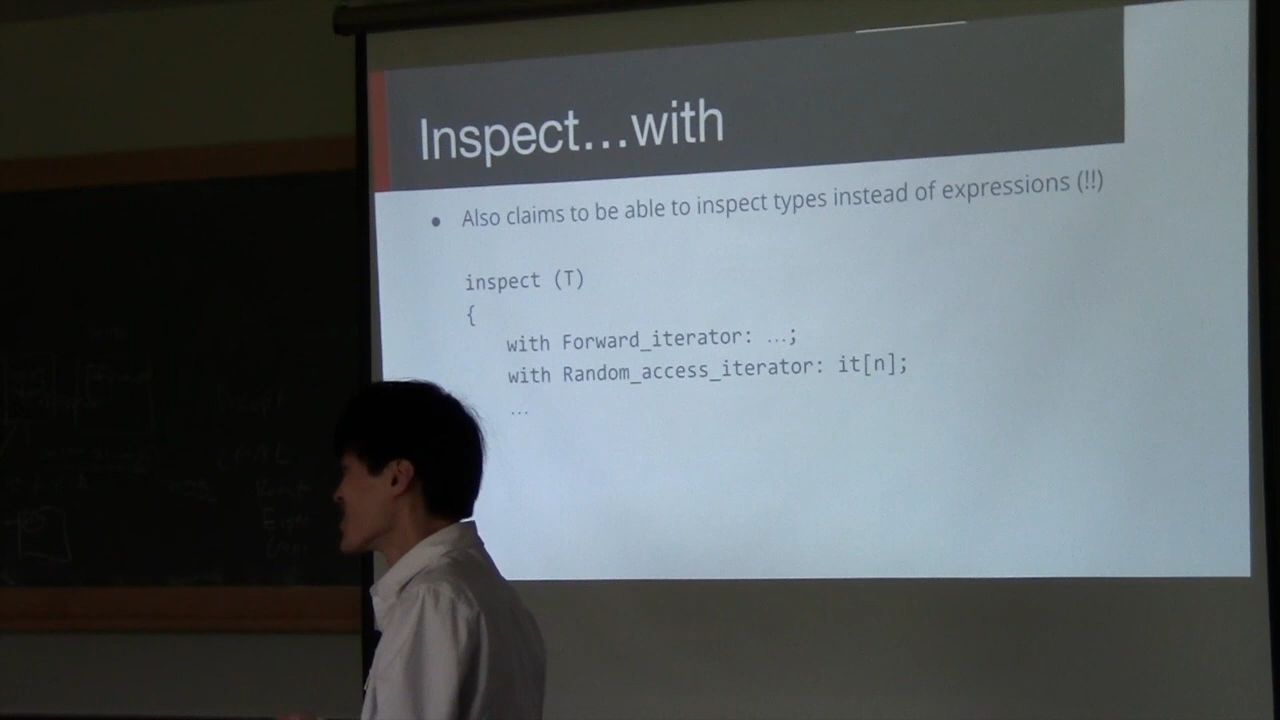 Inspect...with
● Also claims to be able to inspect types instead of expressions (!!)
inspect (T)
{
with Forward_iterator: ...;
with Random_access_iterator: it[n];
...